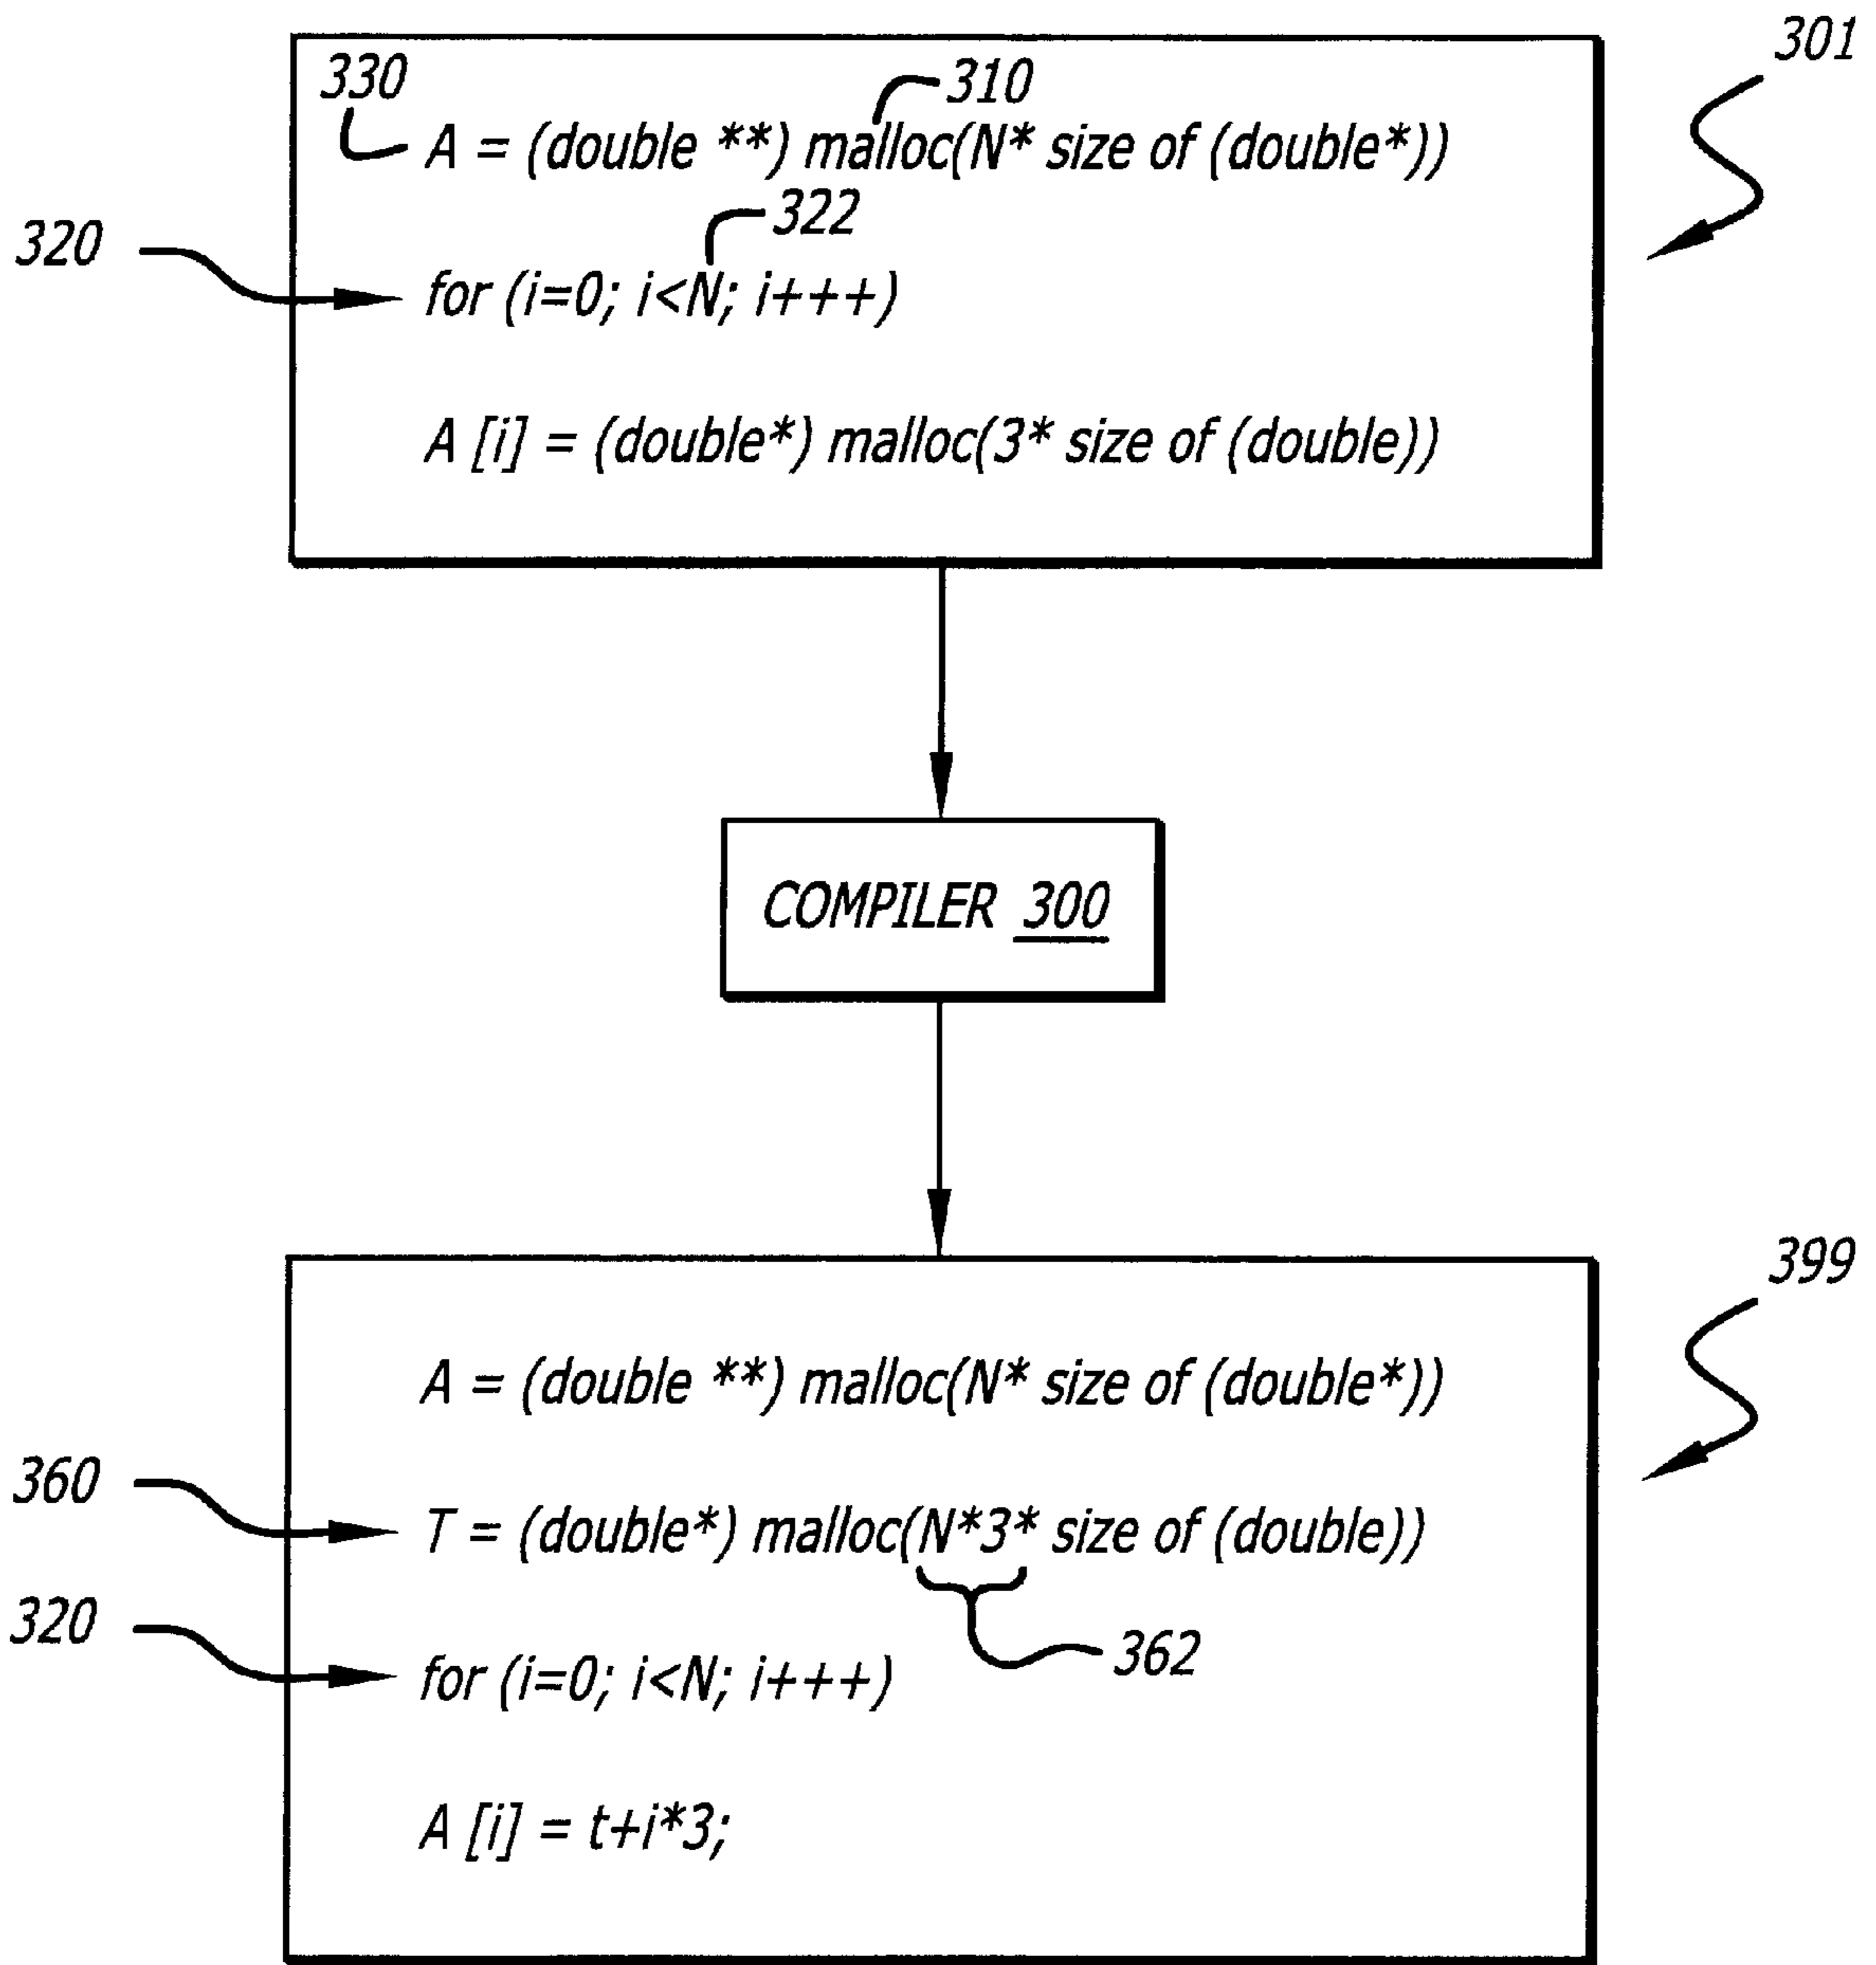 301
330
310
A = (double **) malloc(N* size of (double*))
322
320
for (i=0; i<N; i+++)
A [i] = (double*) malloc(3* size of (double))
COMPILER 300
399
A = (double **) malloc(N* size of (double*))
360
T = (double*) malloc(N*3* size of (double))
320
362
for (i=0; i<N; i+++)
A [i] = t+i*3;